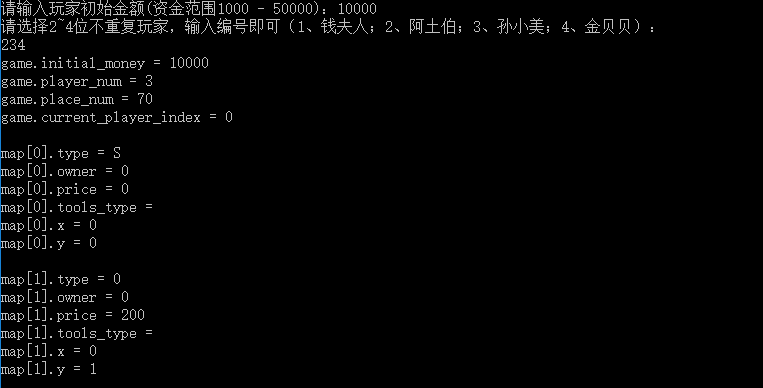 请输入玩家初始金额(资金范围1000 - 50000): 10000
请选择2~4位不重复玩家，输入编号即可（1、钱夫人；2、阿土伯；3、孙小美；4、金贝贝）：
234
game.initial_money = 10000
game.player_num = 3
game.place_num = 70
game.current_player_index = 0
map[0].type = S
map[0].owner = 0
map[0].price = 0
map[0].tools_type =
map[0].x = 0
map[0].y = 0
map[1].type = 0
map[1].owner = 0
map[1].price = 200
map[1].tools_type =
map[1].x = 0
map[1].y = 1